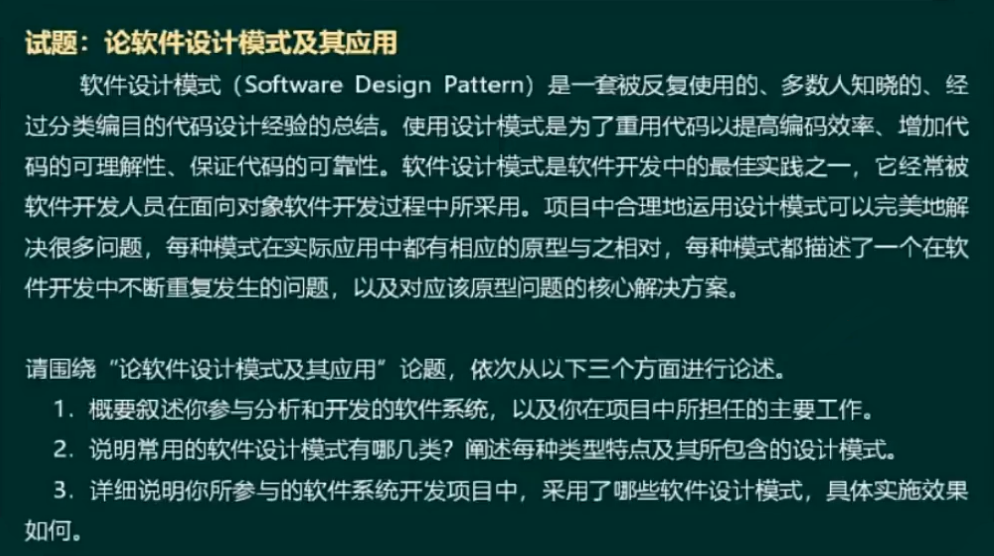 试题：论软件设计模式及其应用
软件设计模式（Software Design Pattern）是一套被反复使用的、多数人知晓的、经
过分类编目的代码设计经验的总结。使用设计模式是为了重用代码以提高编码效率、增加代
码的可理解性、保证代码的可靠性。软件设计模式是软件开发中的最佳实践之一，它经常被
软件开发人员在面向对象软件开发过程中所采用。项目中合理地运用设计模式可以完美地解
决很多问题，每种模式在实际应用中都有相应的原型与之相对，每种模式都描述了一个在软
件开发中不断重复发生的问题，以及对应该原型问题的核心解决方案。
请围绕“论软件设计模式及其应用”论题，依次从以下三个方面进行论述。
1．概要叙述你参与分析和开发的软件系统，以及你在项目中所担任的主要工作。
2．说明常用的软件设计模式有哪几类？阐述每种类型特点及其所包含的设计模式。
3．详细说明你所参与的软件系统开发项目中，采用了哪些软件设计模式，具体实施效果
如何。